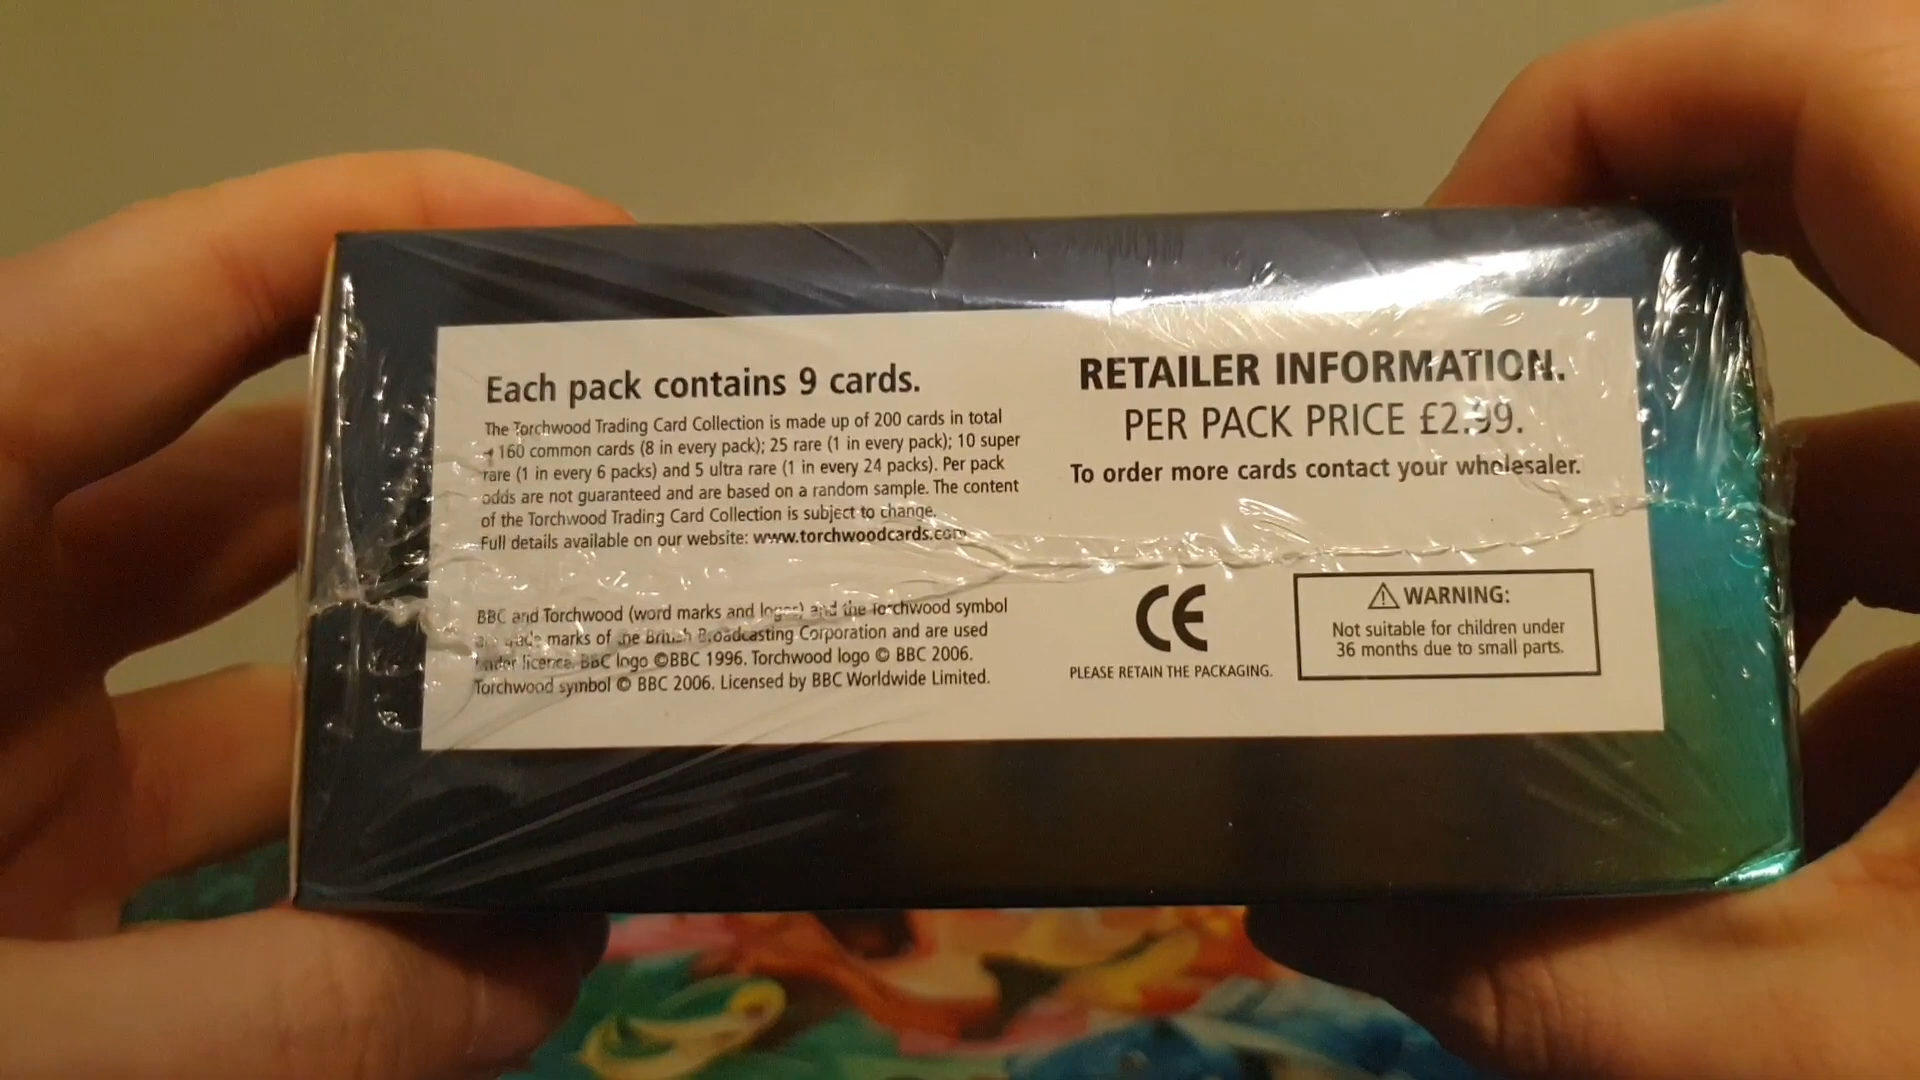 Each pack contains 9 cards.
The Torchwood Trading Card Collection is made up of 200 cards in total
- 160 common cards (8 in every pack); 25 rare (1 in every pack); 10 super
rare (1 in every 6 packs) and 5 ultra rare (1 in every 24 packs). Per pack
odds are not guaranteed and are based on a random sample. The content
of the Torchwood Trading Card Collection is subject to change.
Full details available on our website: www.torchwoodcards.com
BBC and Torchwood (word marks and logos) and the Torchwood symbol
are trade marks of the British Broadcasting Corporation and are used
under licence. BBC logo ©BBC 1996. Torchwood logo © BBC 2006.
Torchwood symbol © BBC 2006. Licensed by BBC Worldwide Limited.
RETAILER INFORMATION.
PER PACK PRICE £2.99.
To order more cards contact your wholesaler.
CE
PLEASE RETAIN THE PACKAGING.
WARNING:
Not suitable for children under
36 months due to small parts.